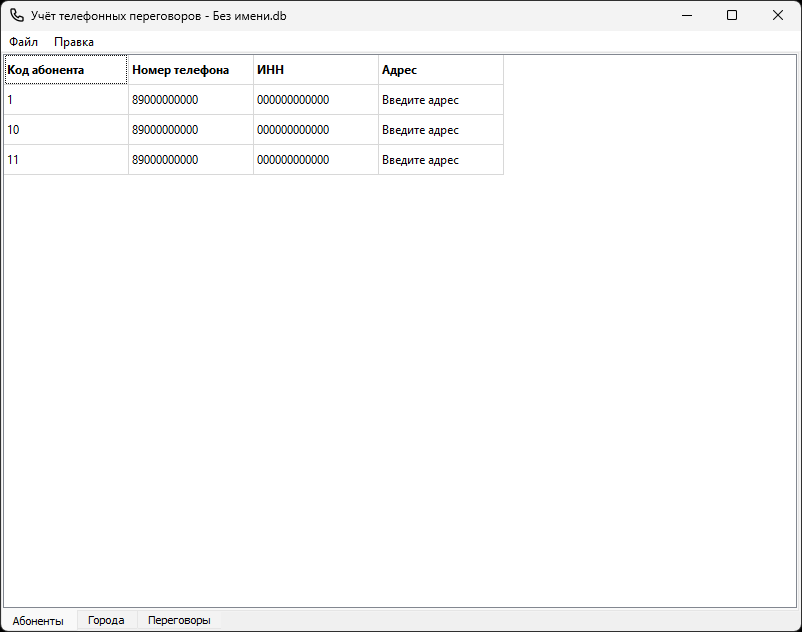 Учёт телефонных переговоров - Без имени.db
Файл Правка
Код абонента Номер телефона ИНН Адрес
1 89000000000 000000000000 Введите адрес
10 89000000000 000000000000 Введите адрес
11 89000000000 000000000000 Введите адрес
Абоненты Города Переговоры